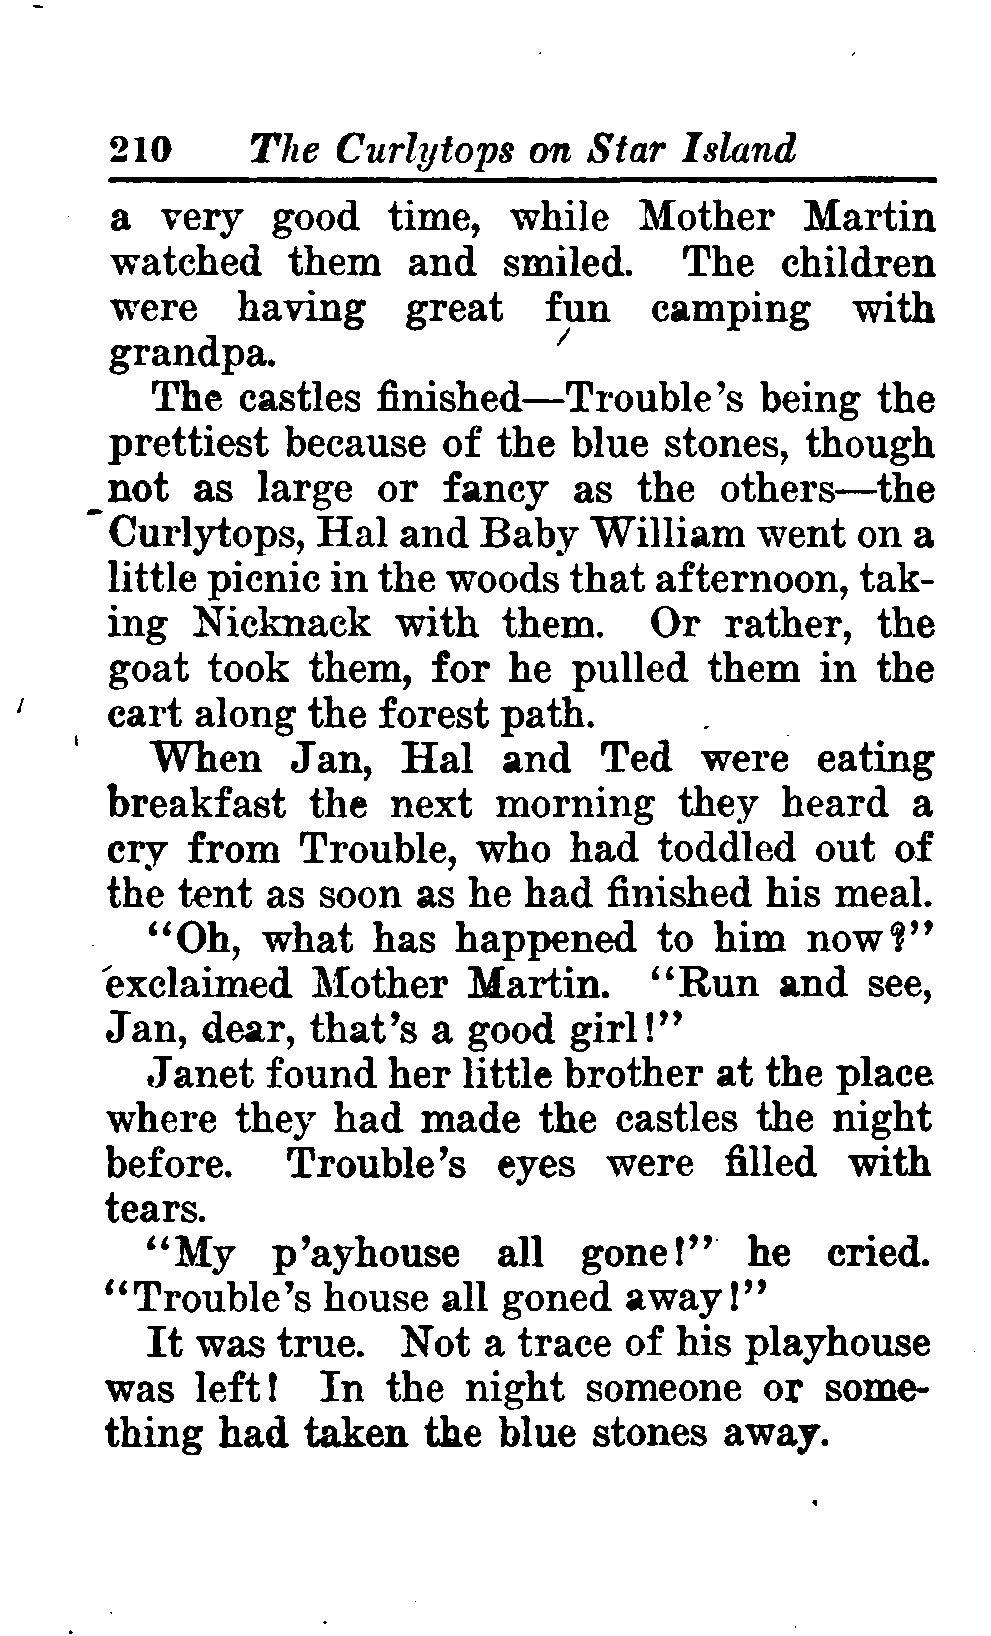 210 The Curlytops on Star Island
a very good time, while Mother Martin
watched them and smiled. The children
were having great fun camping with
grandpa.
The castles finished—Trouble's being the
prettiest because of the blue stones, though
not as large or fancy as the others—the
Curlytops, Hal and Baby William went on a
little picnic in the woods that afternoon, tak-
ing Nicknack with them. Or rather, the
goat took them, for he pulled them in the
cart along the forest path.
When Jan, Hal and Ted were eating
breakfast the next morning they heard a
cry from Trouble, who had toddled out of
the tent as soon as he had finished his meal.
"Oh, what has happened to him now?"
exclaimed Mother Martin. "Run and see,
Jan, dear, that's a good girl!"
Janet found her little brother at the place
where they had made the castles the night
before. Trouble's eyes were filled with
tears.
"My p'ayhouse all gone!" he cried.
"Trouble's house all goned away!"
It was true. Not a trace of his playhouse
was left! In the night someone or some-
thing had taken the blue stones away.